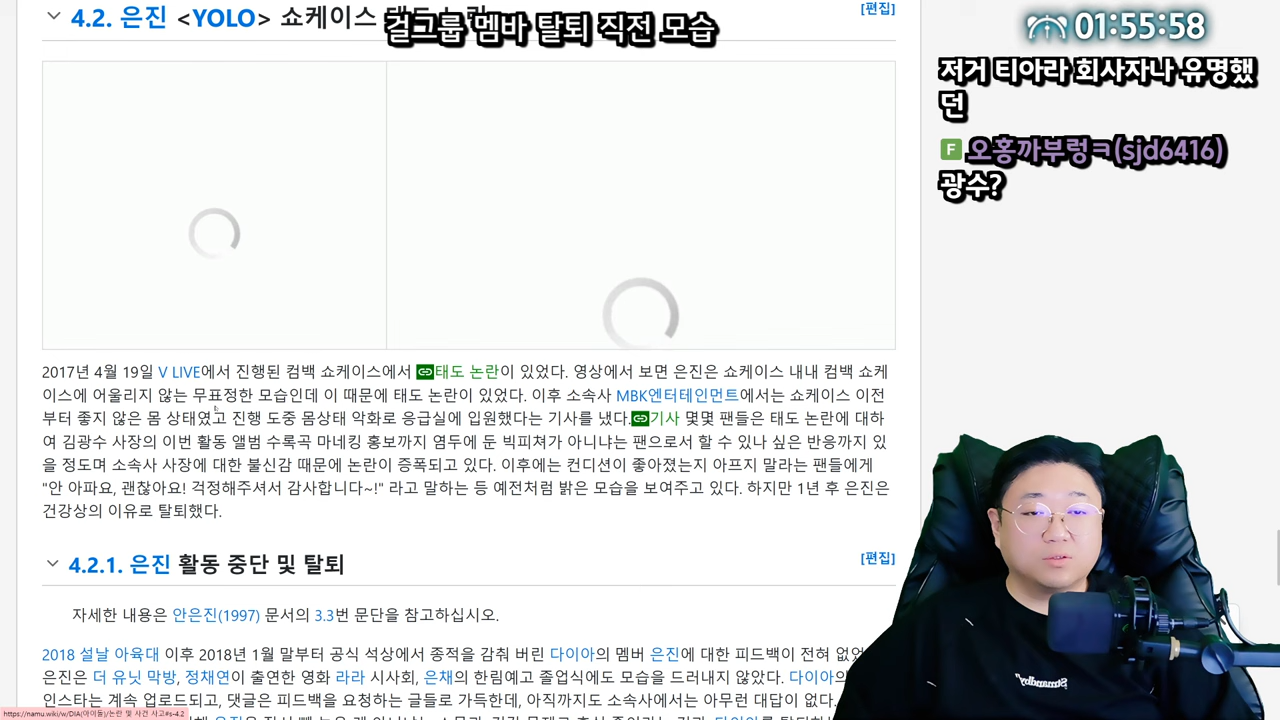 4.2. 은진 <YOLO> 쇼케이스
[편집]
걸그룹 멤바 탈퇴 직전 모습
01:55:58
저거 티아라 회사자나 유명했
던
F 오홍까부렁ㅋ(sjd6416)
광수?
2017년 4월 19일 V LIVE에서 진행된 컴백 쇼케이스에서 태도 논란이 있었다. 영상에서 보면 은진은 쇼케이스 내내 컴백 쇼케
이스에 어울리지 않는 무표정한 모습인데 이 때문에 태도 논란이 있었다. 이후 소속사 MBK엔터테인먼트에서는 쇼케이스 이전
부터 좋지 않은 몸 상태였고 진행 도중 몸상태 악화로 응급실에 입원했다는 기사를 냈다.기사 몇몇 팬들은 태도 논란에 대하
여 김광수 사장의 이번 활동 앨범 수록곡 마네킹 홍보까지 염두에 둔 빅피쳐가 아니냐는 팬으로서 할 수 있나 싶은 반응까지 있
을 정도며 소속사 사장에 대한 불신감 때문에 논란이 증폭되고 있다. 이후에는 컨디션이 좋아졌는지 아프지 말라는 팬들에게
"안 아파요, 괜찮아요! 걱정해주셔서 감사합니다~!" 라고 말하는 등 예전처럼 밝은 모습을 보여주고 있다. 하지만 1년 후 은진은
건강상의 이유로 탈퇴했다.
4.2.1. 은진 활동 중단 및 탈퇴
[편집]
자세한 내용은 안은진(1997) 문서의 3.3번 문단을 참고하십시오.
2018 설날 아육대 이후 2018년 1월 말부터 공식 석상에서 종적을 감춰 버린 다이아의 멤버 은진에 대한 피드백이 전혀 없었
은진은 더 유닛 막방, 정채연이 출연한 영화 라라 시사회, 은채의 한림예고 졸업식에도 모습을 드러내지 않았다. 다이아의
인스타는 계속 업로드되고, 댓글은 피드백을 요청하는 글들로 가득한데, 아직까지도 소속사에서는 아무런 대답이 없다.
https://namu.wiki/w/DIA(아이돌)/논란 및 사건 사고#s-4.2